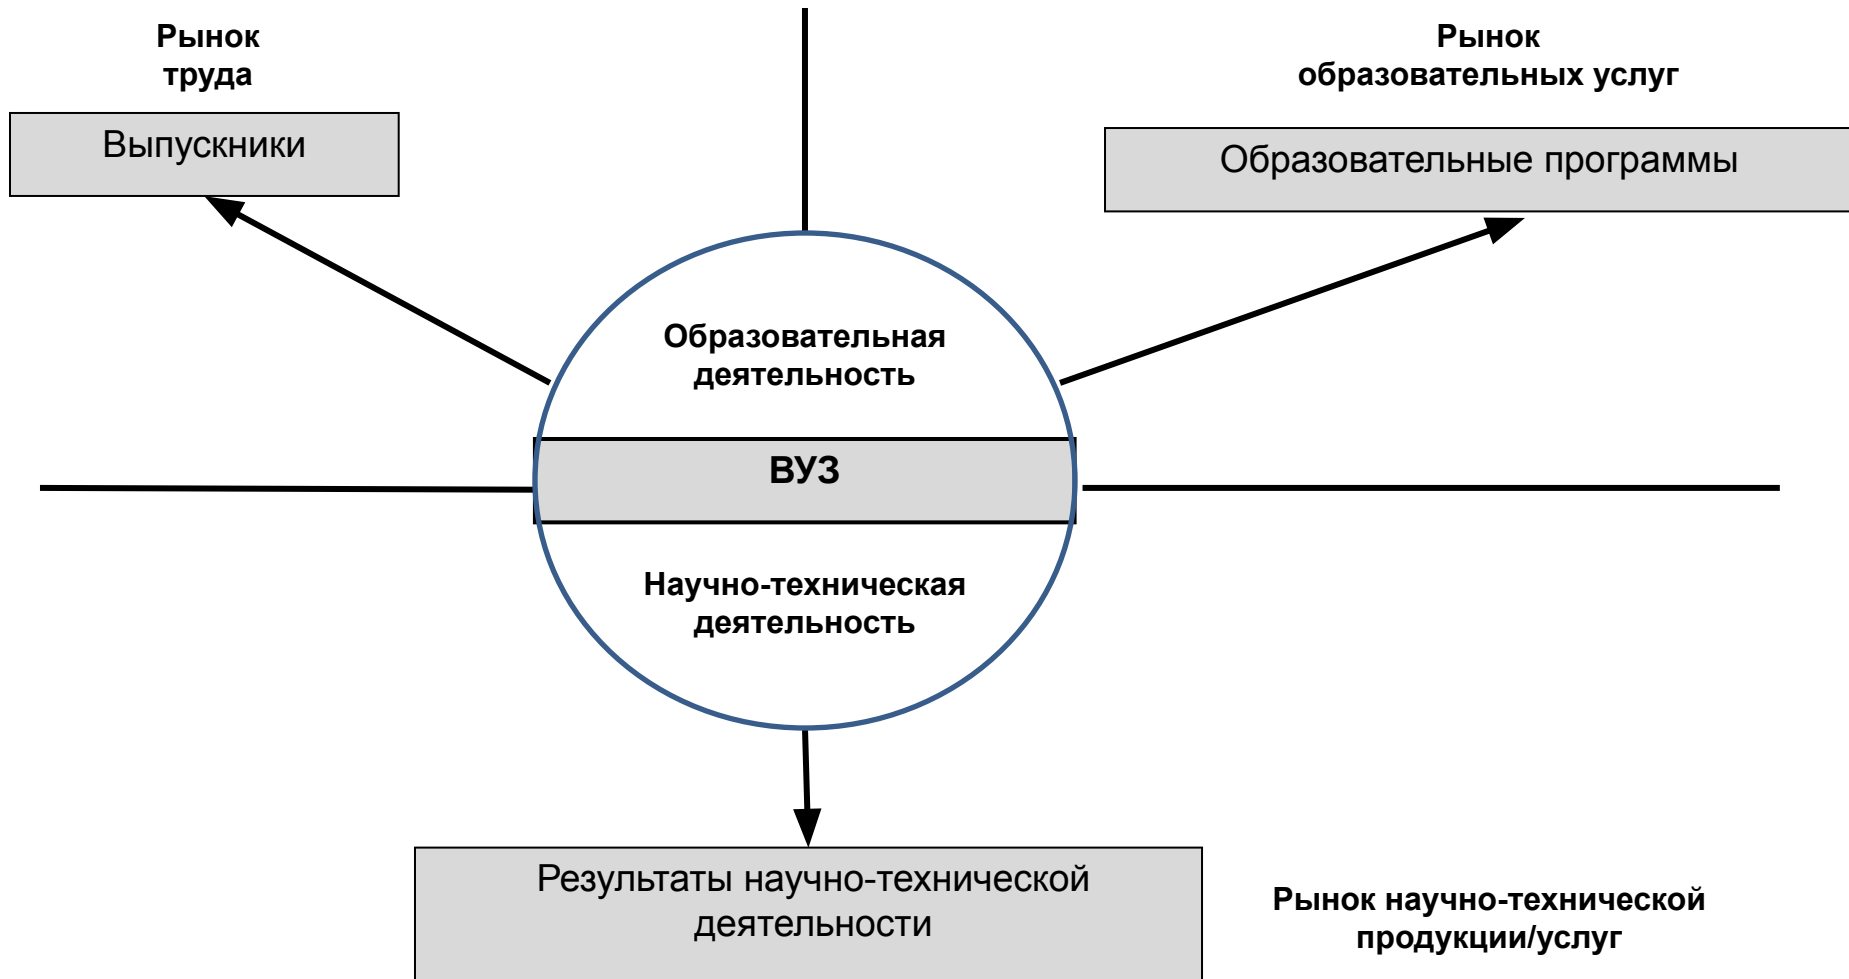 Рынок
труда
Выпускники
Рынок
образовательных услуг
Образовательные программы
Образовательная
деятельность
ВУЗ
Научно-техническая
деятельность
Результаты научно-технической
деятельности
Рынок научно-технической
продукции/услуг